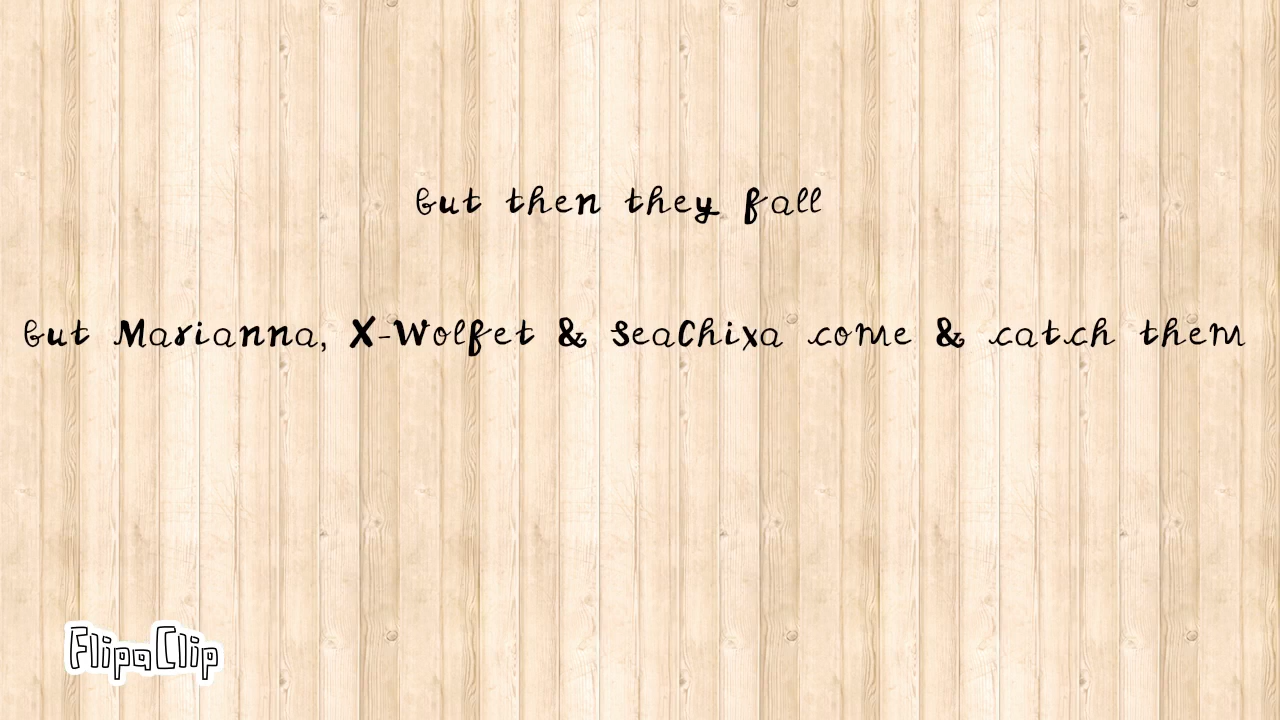 But then they fall
But Marianna, X-Wolfet & SeaChixa come & catch them
FlipaClip